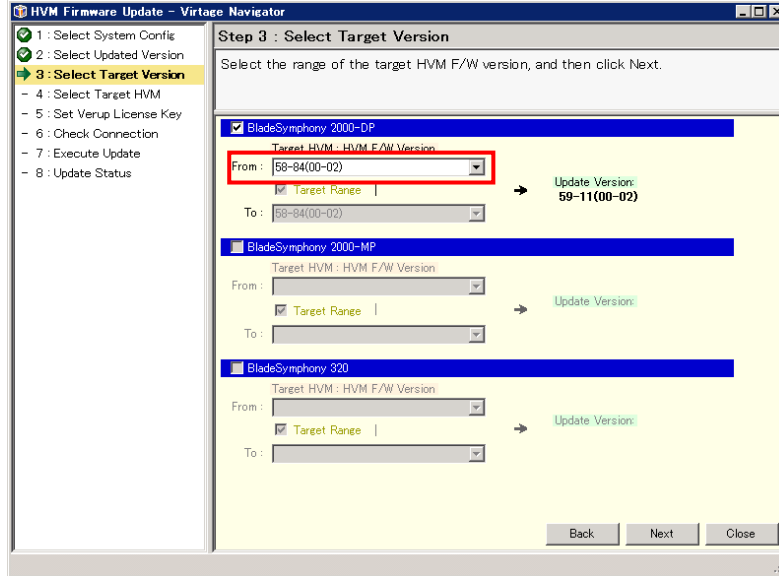 HVM Firmware Update - Virtage Navigator
1 : Select System Config
2 : Select Updated Version
3 : Select Target Version
- 4 : Select Target HVM
- 5 : Set Verup License Key
- 6 : Check Connection
- 7 : Execute Update
- 8 : Update Status
Step 3 : Select Target Version
Select the range of the target HVM F/W version, and then click Next.
BladeSymphony 2000-DP
Target HVM : HVM F/W Version
From : 58-84(00-02)
Target Range |
To : 58-84(00-02)
Update Version:
59-11(00-02)
BladeSymphony 2000-MP
Target HVM : HVM F/W Version
From :
Target Range |
To :
Update Version:
BladeSymphony 320
Target HVM : HVM F/W Version
From :
Target Range |
To :
Update Version:
Back Next Close